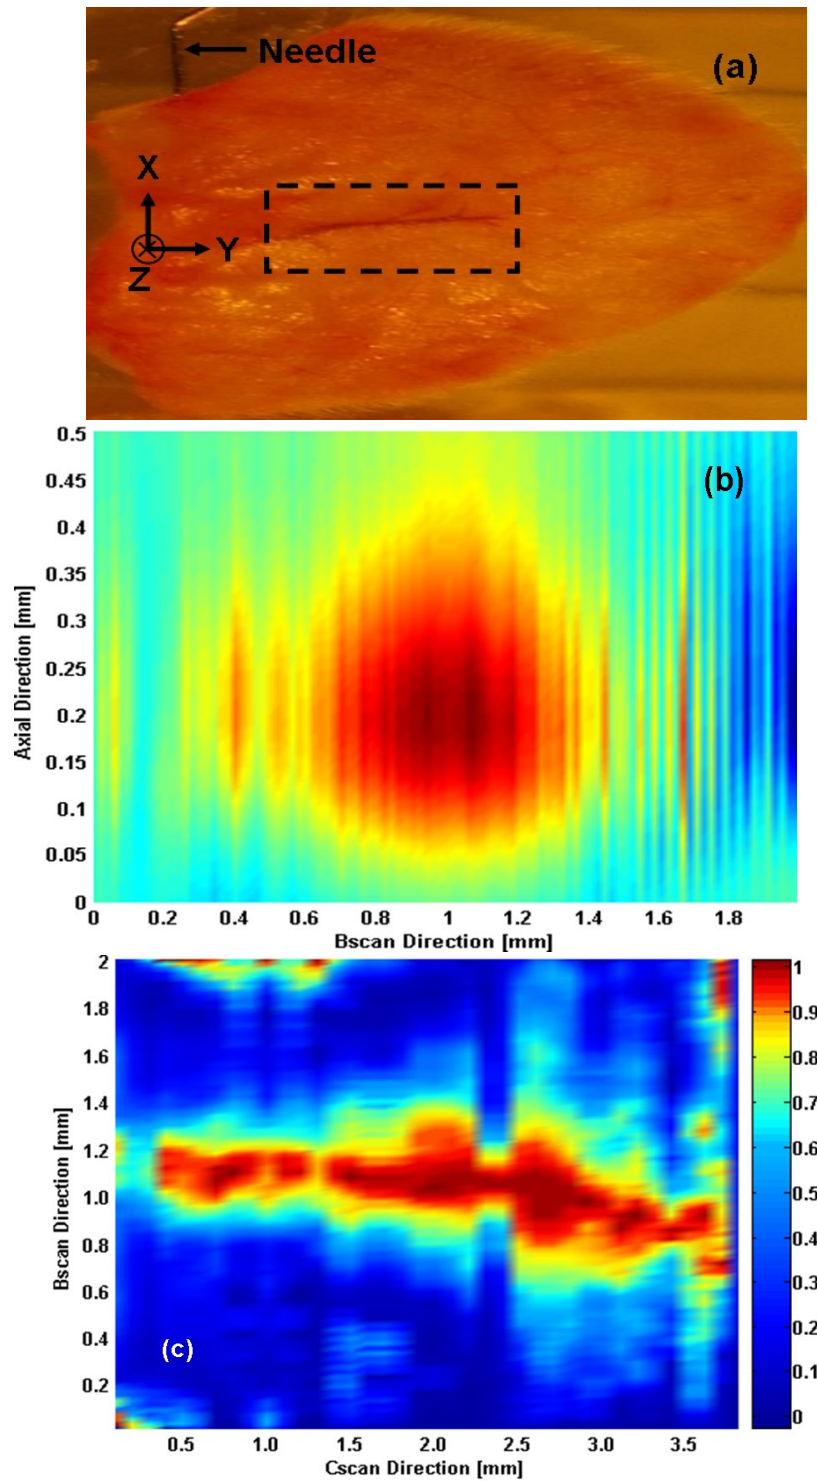 Needle
(a)
X
Y
Z
(b)
0.5
0.45
0.4
0.35
0.3
0.25
0.2
0.15
0.1
0.05
0
Axial Direction [mm]
0 0.2 0.4 0.6 0.8 1 1.2 1.4 1.6 1.8
Bscan Direction [mm]
2
1.8
1.6
1.4
1.2
1.0
0.8
0.6
0.4
0.2
Bscan Direction [mm]
(c)
0.5 1.0 1.5 2.0 2.5 3.0 3.5
Cscan Direction [mm]
1
0.9
0.8
0.7
0.6
0.5
0.4
0.3
0.2
0.1
0